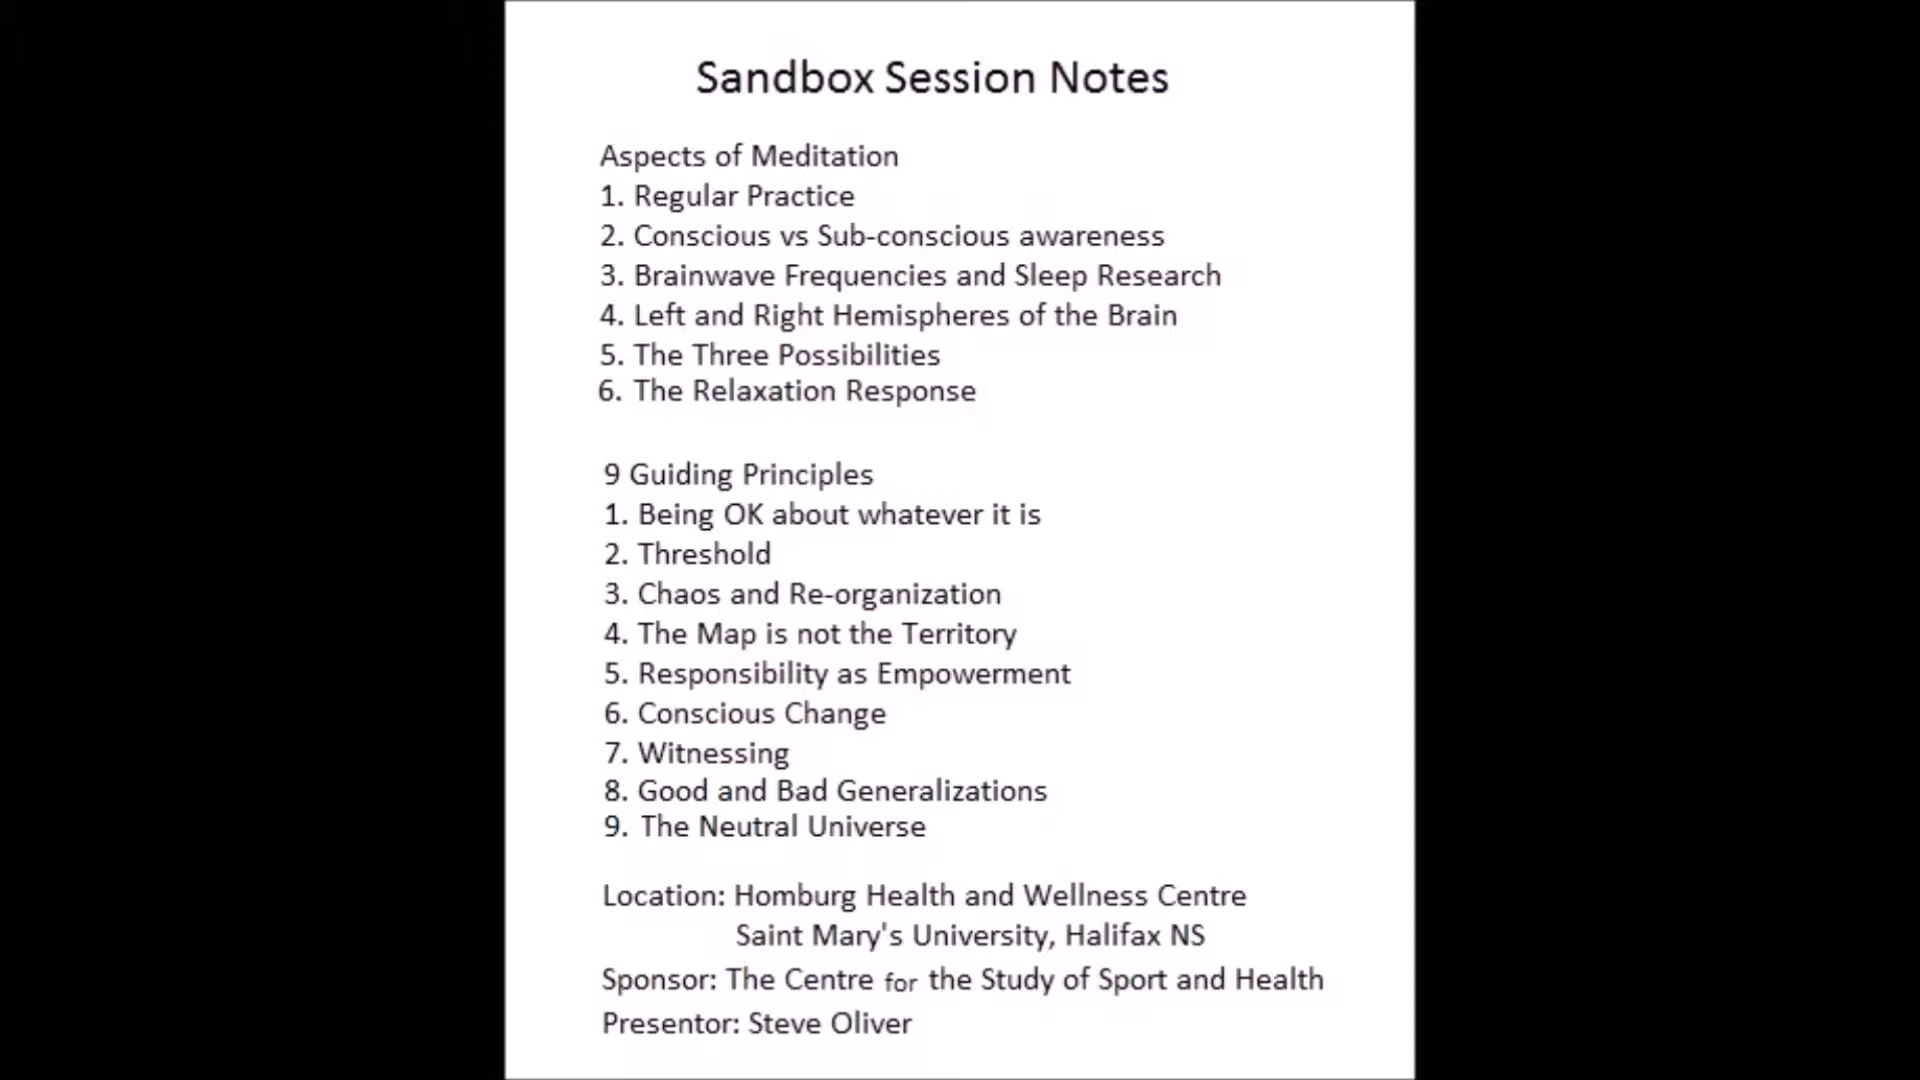 Sandbox Session Notes
Aspects of Meditation
1. Regular Practice
2. Conscious vs Sub-conscious awareness
3. Brainwave Frequencies and Sleep Research
4. Left and Right Hemispheres of the Brain
5. The Three Possibilities
6. The Relaxation Response
9 Guiding Principles
1. Being OK about whatever it is
2. Threshold
3. Chaos and Re-organization
4. The Map is not the Territory
5. Responsibility as Empowerment
6. Conscious Change
7. Witnessing
8. Good and Bad Generalizations
9. The Neutral Universe
Location: Homburg Health and Wellness Centre
Saint Mary's University, Halifax NS
Sponsor: The Centre for the Study of Sport and Health
Presentor: Steve Oliver